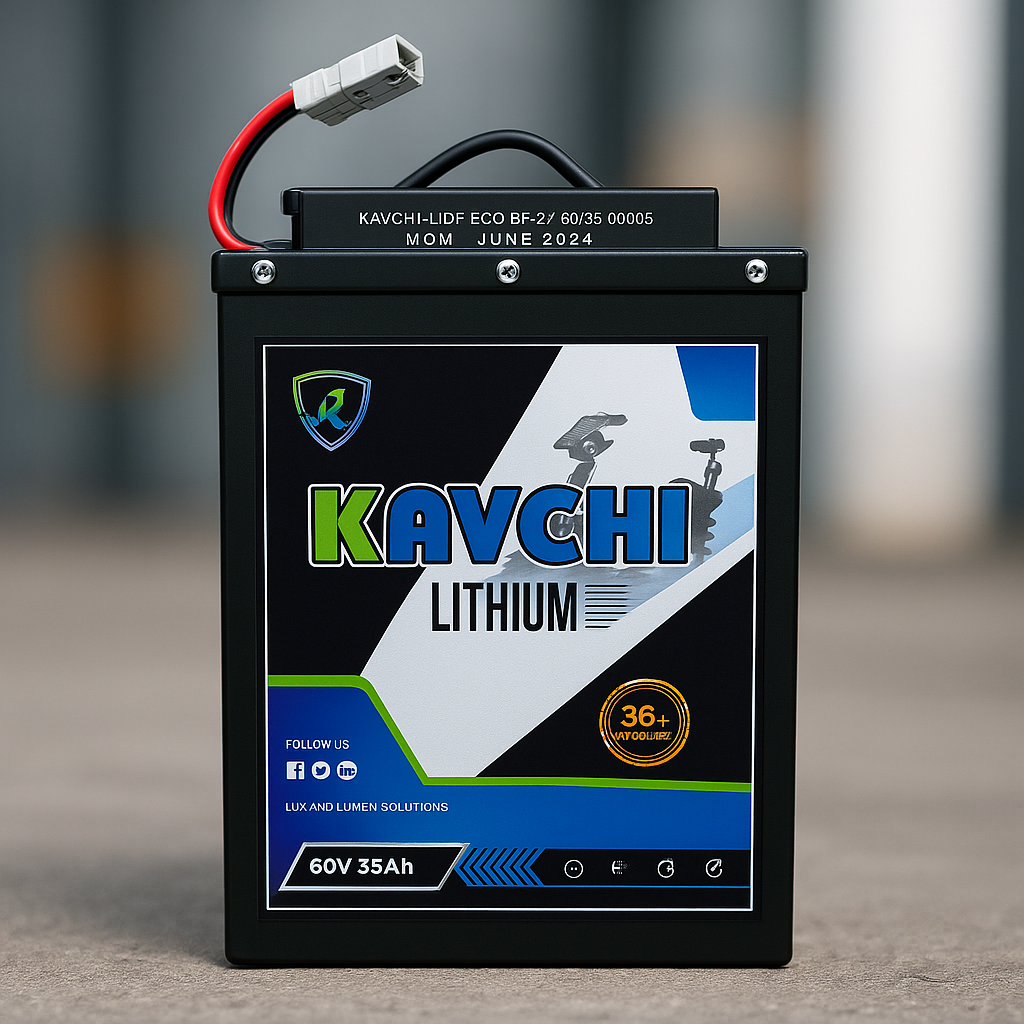 KAVCHI-LIDF ECO BF-2/ 60/35 00005
MOM JUNE 2024
KAVCHI
LITHIUM
36+
FOLLOW US
LUX AND LUMEN SOLUTIONS
60V 35Ah